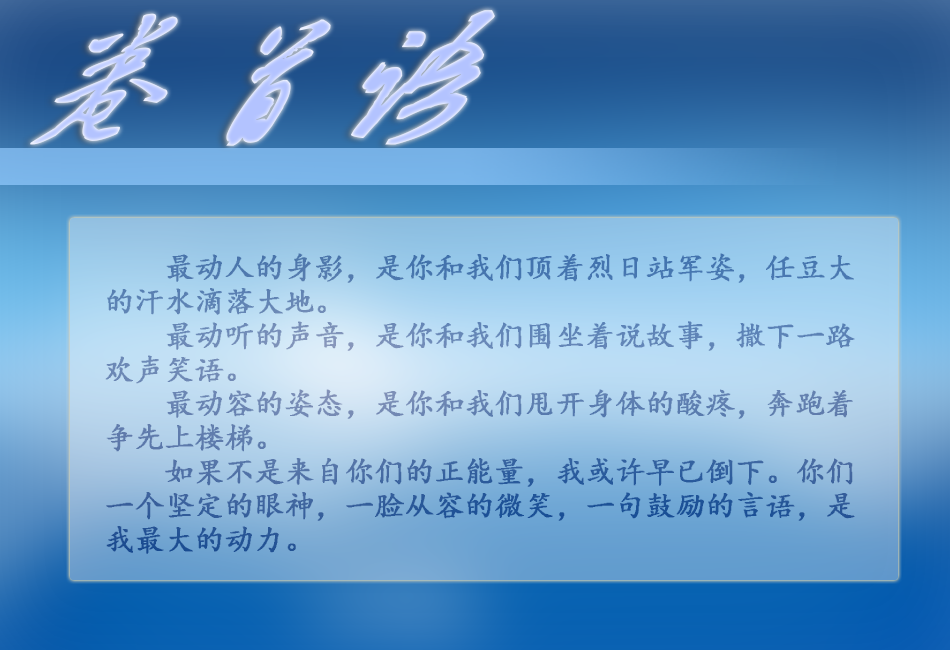 卷首语
最动人的身影，是你和我们顶着烈日站军姿，任豆大
的汗水滴落大地。
最动听的声音，是你和我们围坐着说故事，撒下一路
欢声笑语。
最动容的姿态，是你和我们甩开身体的酸疼，奔跑着
争先上楼梯。
如果不是来自你们的正能量，我或许早已倒下。你们
一个坚定的眼神，一脸从容的微笑，一句鼓励的言语，是
我最大的动力。